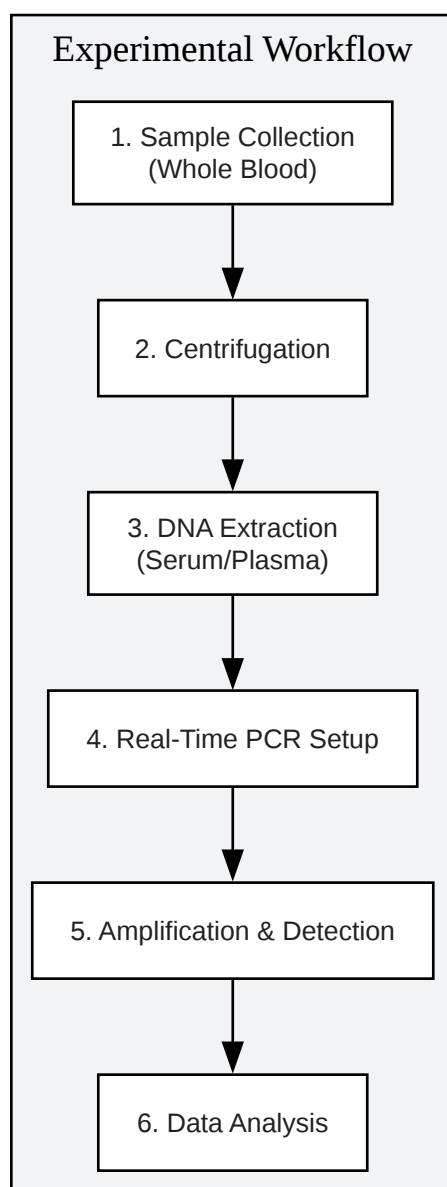 Experimental Workflow
1. Sample Collection
(Whole Blood)
2. Centrifugation
3. DNA Extraction
(Serum/Plasma)
4. Real-Time PCR Setup
5. Amplification & Detection
6. Data Analysis